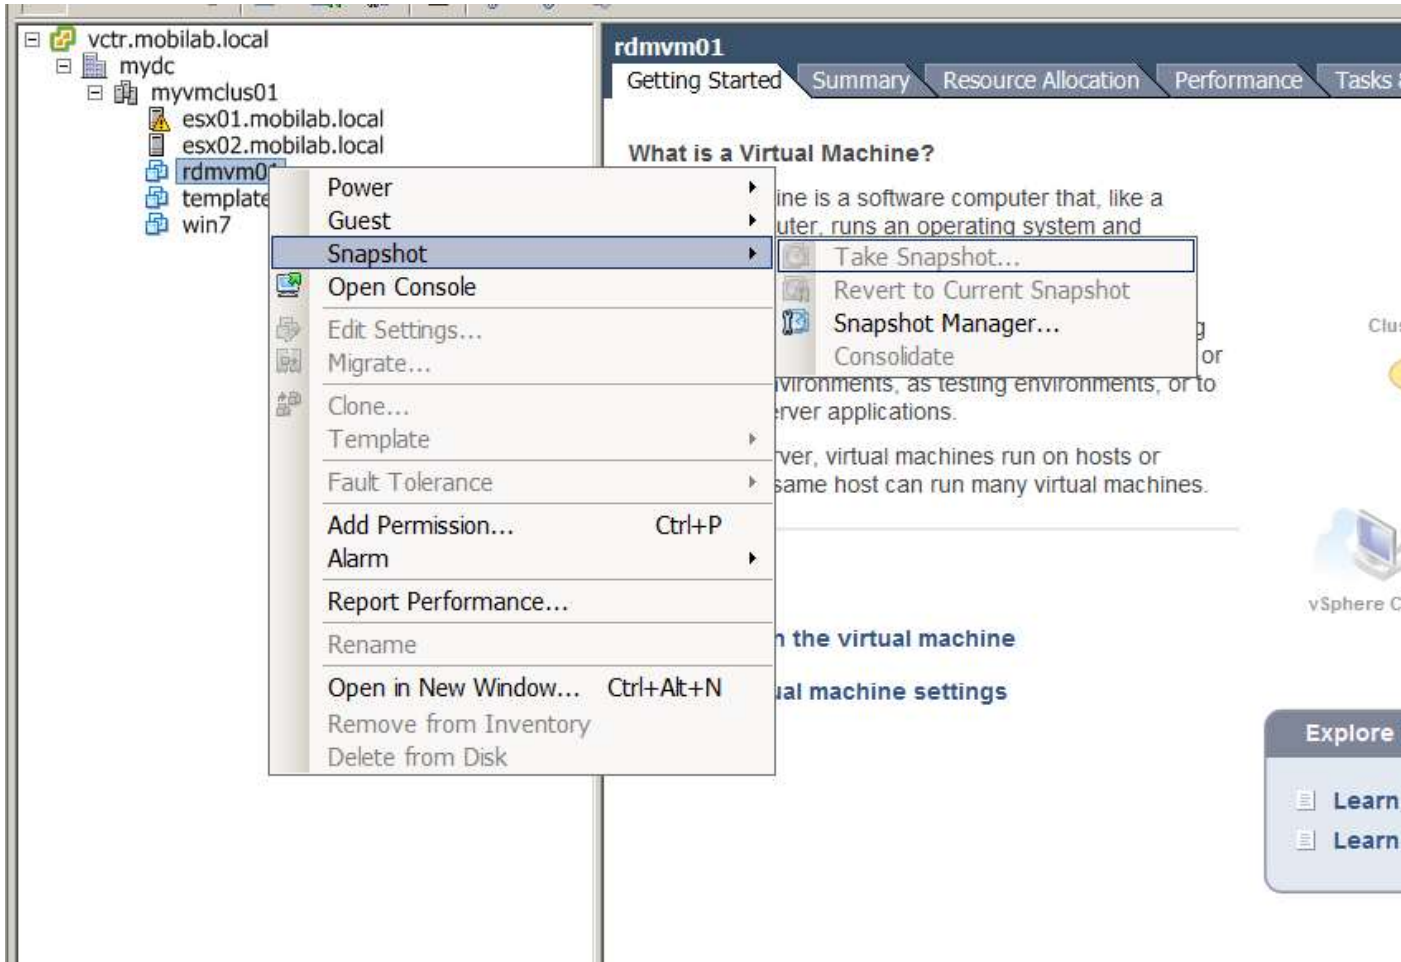 vctr.mobilab.local
mydc
myvmclus01
esx01.mobilab.local
esx02.mobilab.local
rdmvm01
template
win7
Power
Guest
Snapshot
Open Console
Edit Settings...
Migrate...
Clone...
Template
Fault Tolerance
Add Permission... Ctrl+P
Alarm
Report Performance...
Rename
Open in New Window... Ctrl+Alt+N
Remove from Inventory
Delete from Disk
Take Snapshot...
Revert to Current Snapshot
Snapshot Manager...
Consolidate
rdmvm01
Getting Started Summary Resource Allocation Performance Tasks &
What is a Virtual Machine?
ine is a software computer that, like a
uter, runs an operating system and
g
or
vironments, as testing environments, or to
rver applications.
ver, virtual machines run on hosts or
same host can run many virtual machines.
n the virtual machine
ual machine settings
Clus
vSphere C
Explore
Learn
Learn